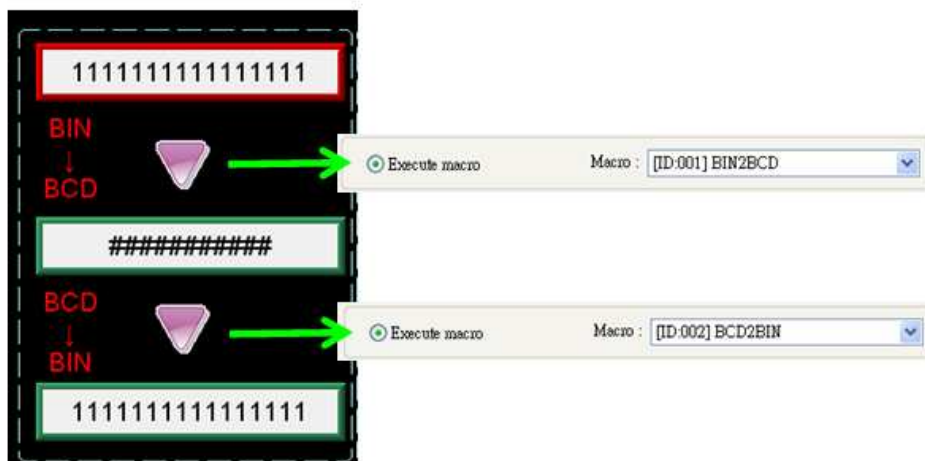 1111111111111111
BIN
↓
BCD
Execute macro Macro : [ID:001] BIN2BCD
###########
BCD
↓
BIN
Execute macro Macro : [ID:002] BCD2BIN
1111111111111111